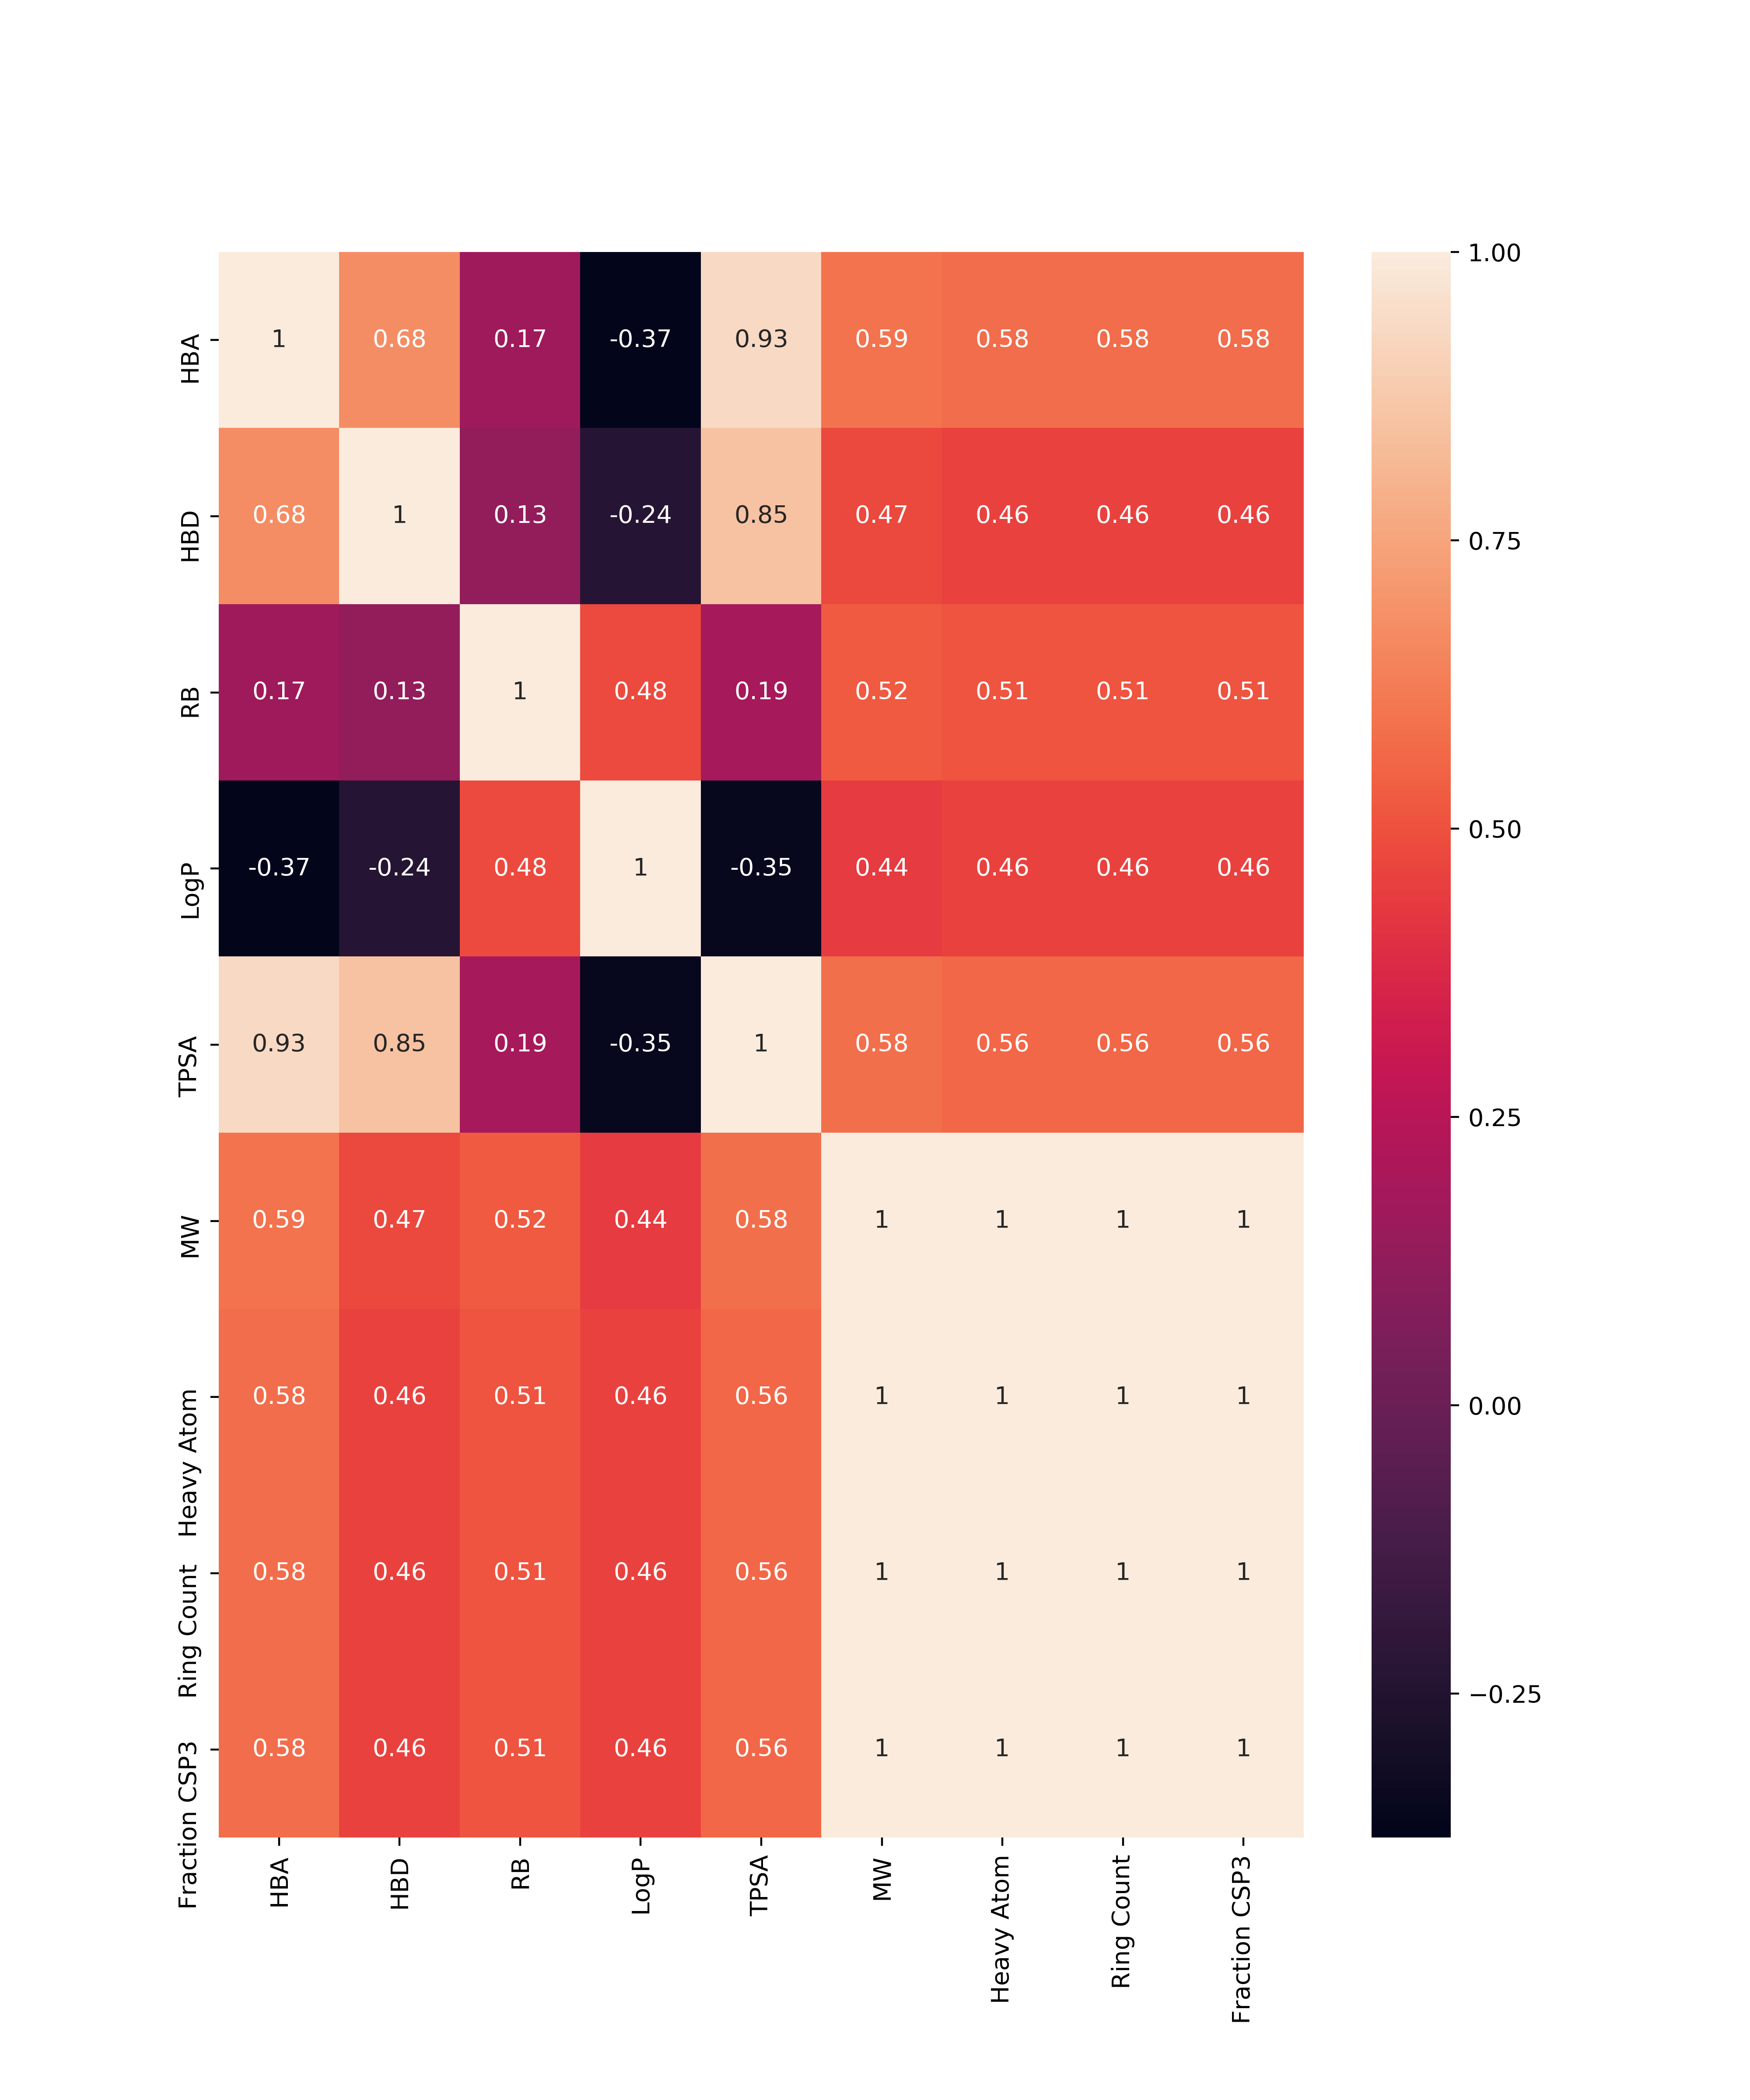 HBA 1 0.68 0.17 -0.37 0.93 0.59 0.58 0.58 0.58
HBD 0.68 1 0.13 -0.24 0.85 0.47 0.46 0.46 0.46
RB 0.17 0.13 1 0.48 0.19 0.52 0.51 0.51 0.51
LogP -0.37 -0.24 0.48 1 -0.35 0.44 0.46 0.46 0.46
TPSA 0.93 0.85 0.19 -0.35 1 0.58 0.56 0.56 0.56
MW 0.59 0.47 0.52 0.44 0.58 1 1 1 1
Heavy Atom 0.58 0.46 0.51 0.46 0.56 1 1 1 1
Ring Count 0.58 0.46 0.51 0.46 0.56 1 1 1 1
Fraction CSP3 0.58 0.46 0.51 0.46 0.56 1 1 1 1
HBA HBD RB LogP TPSA MW Heavy Atom Ring Count Fraction CSP3
1.00
0.75
0.50
0.25
0.00
−0.25